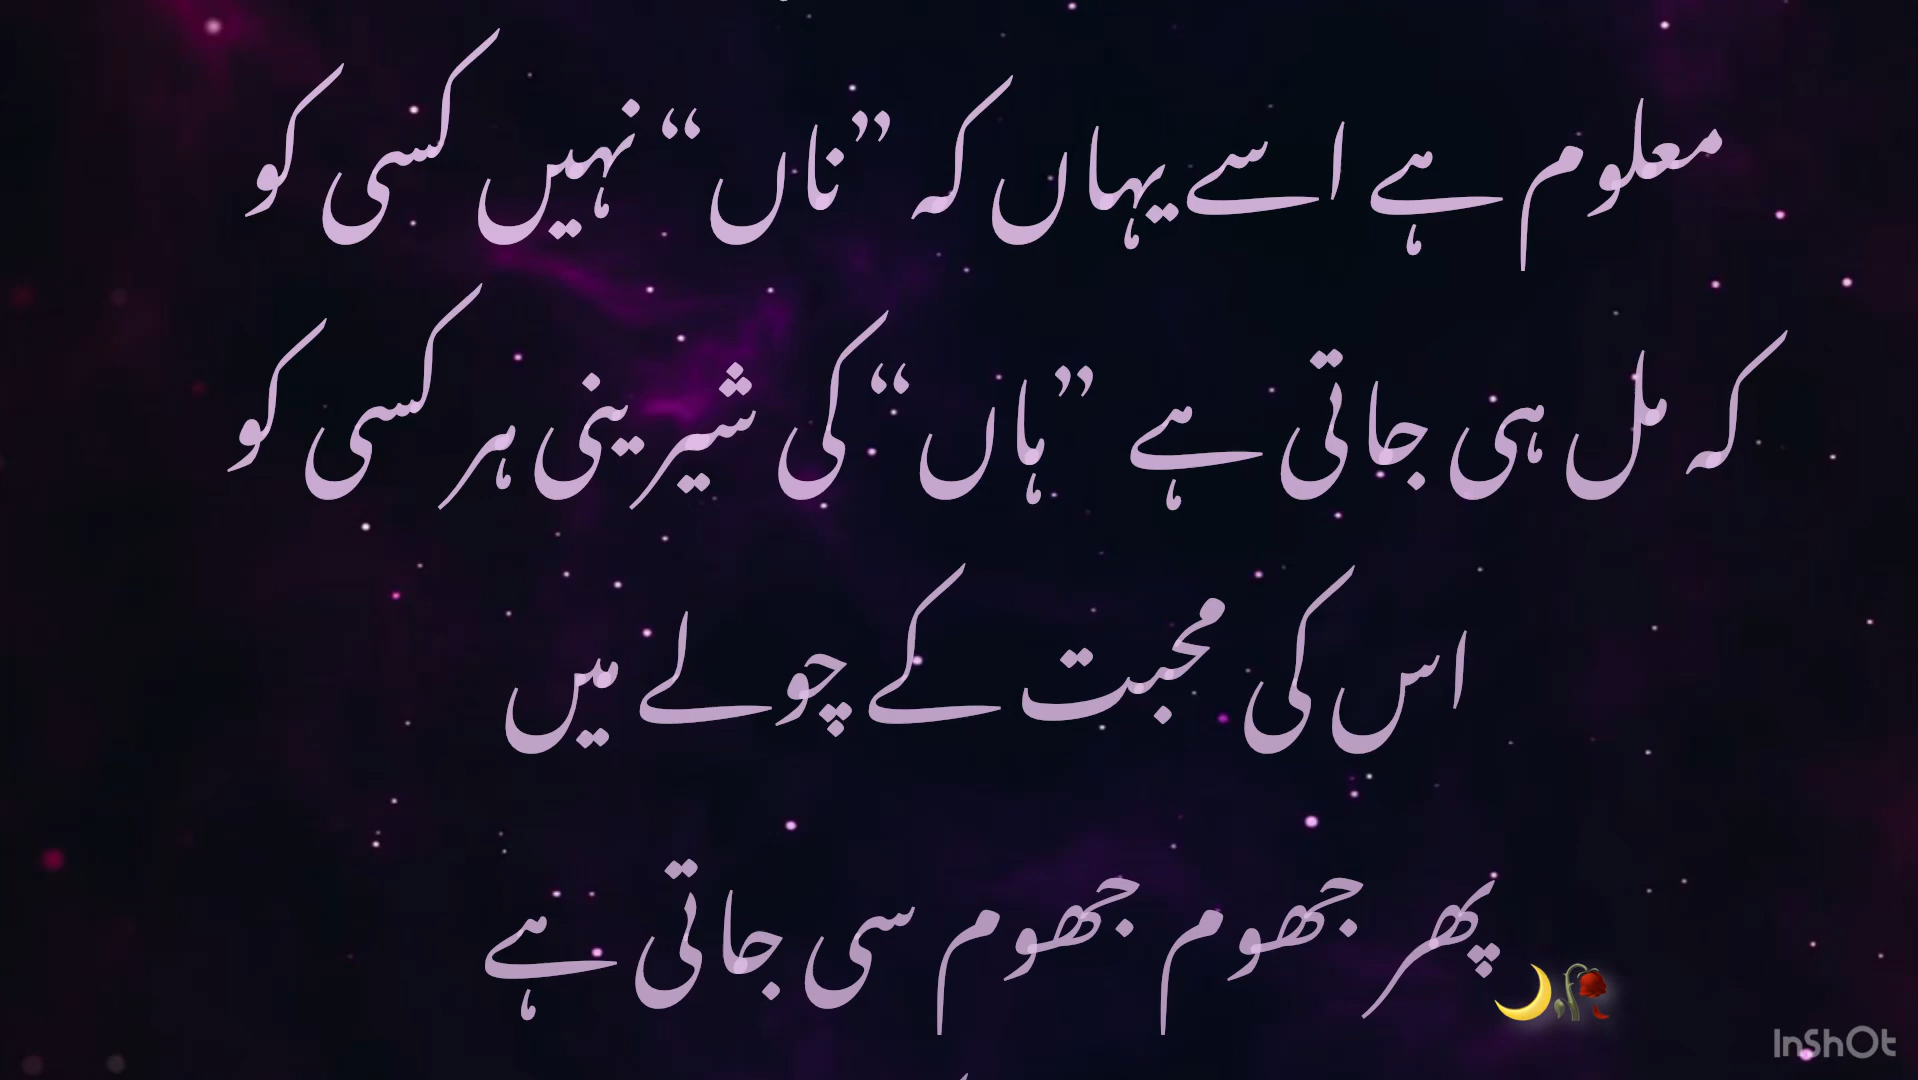 معلوم ہے اسے یہاں کہ ”ناں“ نہیں کسی کو
کہ مل ہی جاتی ہے ”ہاں“ کی شیرینی ہر کسی کو
اس کی محبت کے چولے میں
پھر جھوم جھوم سی جاتی ہے
InShOt